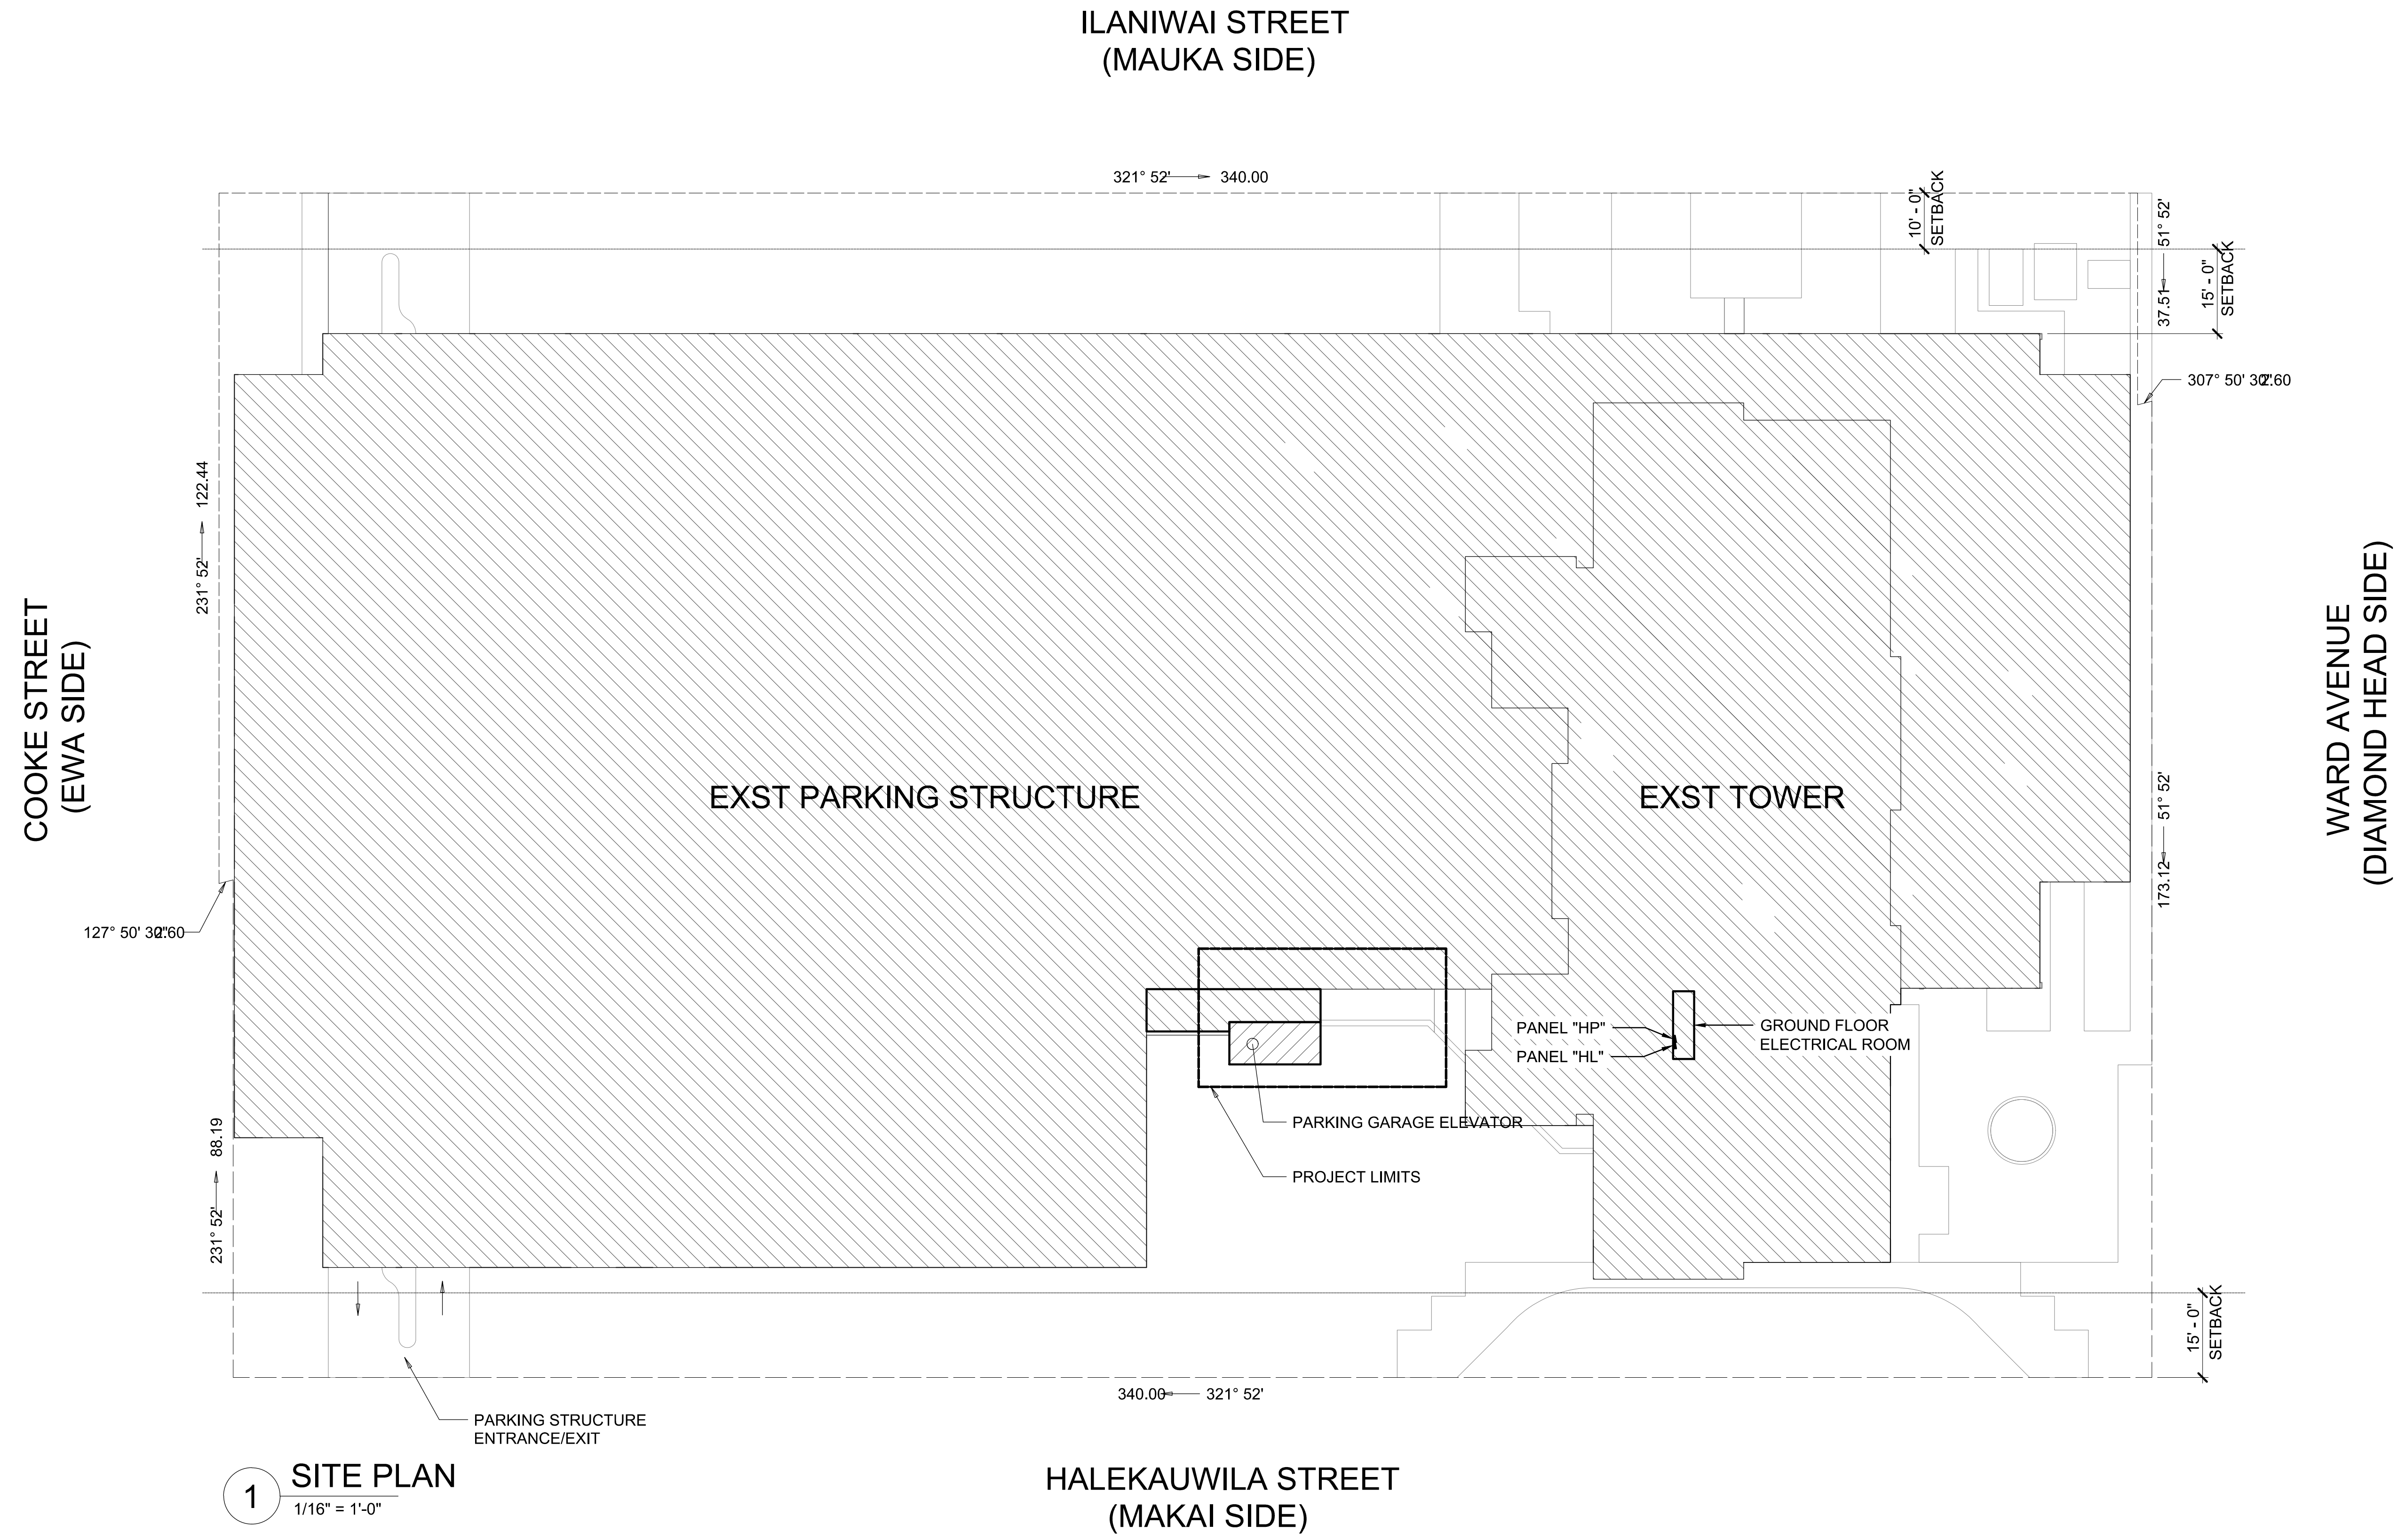 ILANIWAI STREET
(MAUKA SIDE)
321° 52' 340.00
10' - 0"
SETBACK
51° 52'
37.51
15' - 0"
SETBACK
307° 50' 30" 2.60
231° 52' 122.44
COOKE STREET
(EWA SIDE)
EXST PARKING STRUCTURE
EXST TOWER
WARD AVENUE
(DIAMOND HEAD SIDE)
51° 52'
173.12
127° 50' 30" 2.60
PANEL "HP"
PANEL "HL"
GROUND FLOOR
ELECTRICAL ROOM
PARKING GARAGE ELEVATOR
PROJECT LIMITS
231° 52' 88.19
15' - 0"
SETBACK
340.00 321° 52'
PARKING STRUCTURE
ENTRANCE/EXIT
1 SITE PLAN
1/16" = 1'-0"
HALEKAUWILA STREET
(MAKAI SIDE)